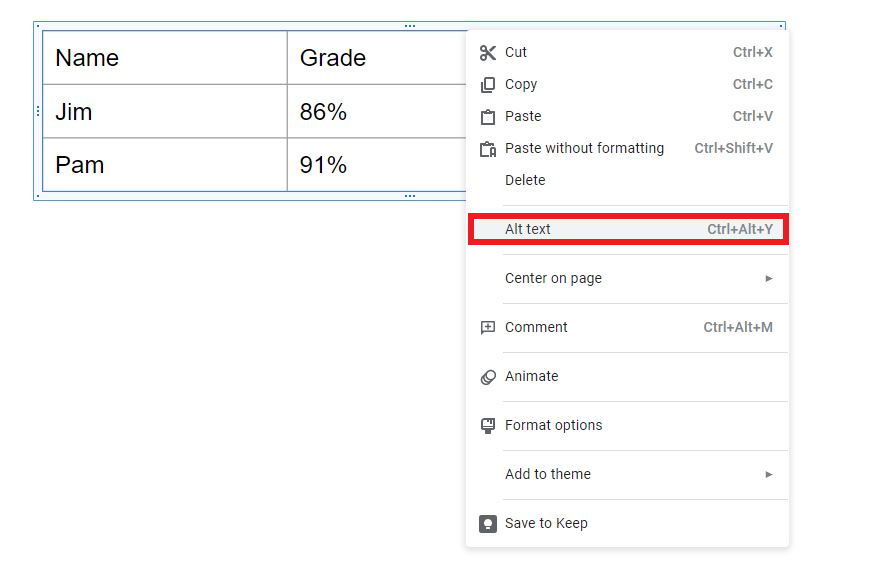 Name Grade
Jim 86%
Pam 91%
Cut Ctrl+X
Copy Ctrl+C
Paste Ctrl+V
Paste without formatting Ctrl+Shift+V
Delete
Alt text Ctrl+Alt+Y
Center on page
Comment Ctrl+Alt+M
Animate
Format options
Add to theme
Save to Keep